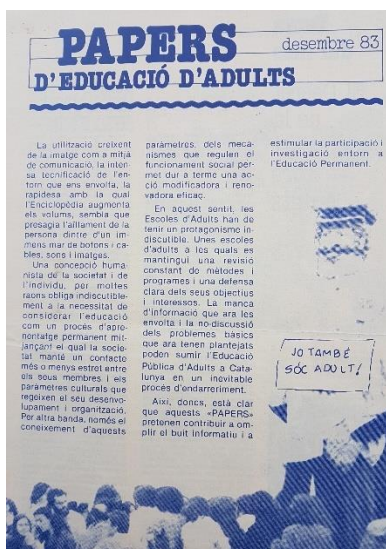 PAPERS
desembre 83
D'EDUCACIÓ D'ADULTS
La utilització creixent
de la imatge com a mitjà
de comunicació, la inten-
sa tecnificació de l'en-
torn que ens envolta, la
rapidesa amb la qual
l'Enciclopèdia augmenta
els volums, sembla que
presagia l'aïllament de la
persona dintre d'un im-
mens mar de botons i ca-
bles, sons i imatges.
Una concepció huma-
nista de la societat i de
l'individu, per moltes
raons obliga indiscutible-
ment a la necessitat de
considerar l'educació
com un procés d'apre-
nentatge permanent mit-
jançant el qual la socie-
tat manté un contacte
més o menys estret entre
els seus membres i els
paràmetres culturals que
regeixen el seu desenvo-
lupament i organització.
Per altra banda, només el
coneixement d'aquests
paràmetres, dels meca-
nismes que regulen el
funcionament social per-
met dur a terme una ac-
ció modificadora i reno-
vadora eficaç.
En aquest sentit, les
Escoles d'Adults han de
tenir un protagonisme in-
discutible. Unes escoles
d'adults a les quals es
mantingui una revisió
constant de mètodes i
programes i una defensa
clara dels seus objectius
i interessos. La manca
d'informació que ara les
envolta i la no-discussió
dels problemes bàsics
que ara tenen plantejats
poden sumir l'Educació
Pública d'Adults a Cata-
lunya en un inevitable
procés d'endarreriment.
Així, doncs, està clar
que aquests «PAPERS»
pretenen contribuir a om-
plir el buit informatiu i a
estimular la participació i
investigació entorn a
l'Educació Permanent.
JO TAMBÉ
SÓC ADULT!